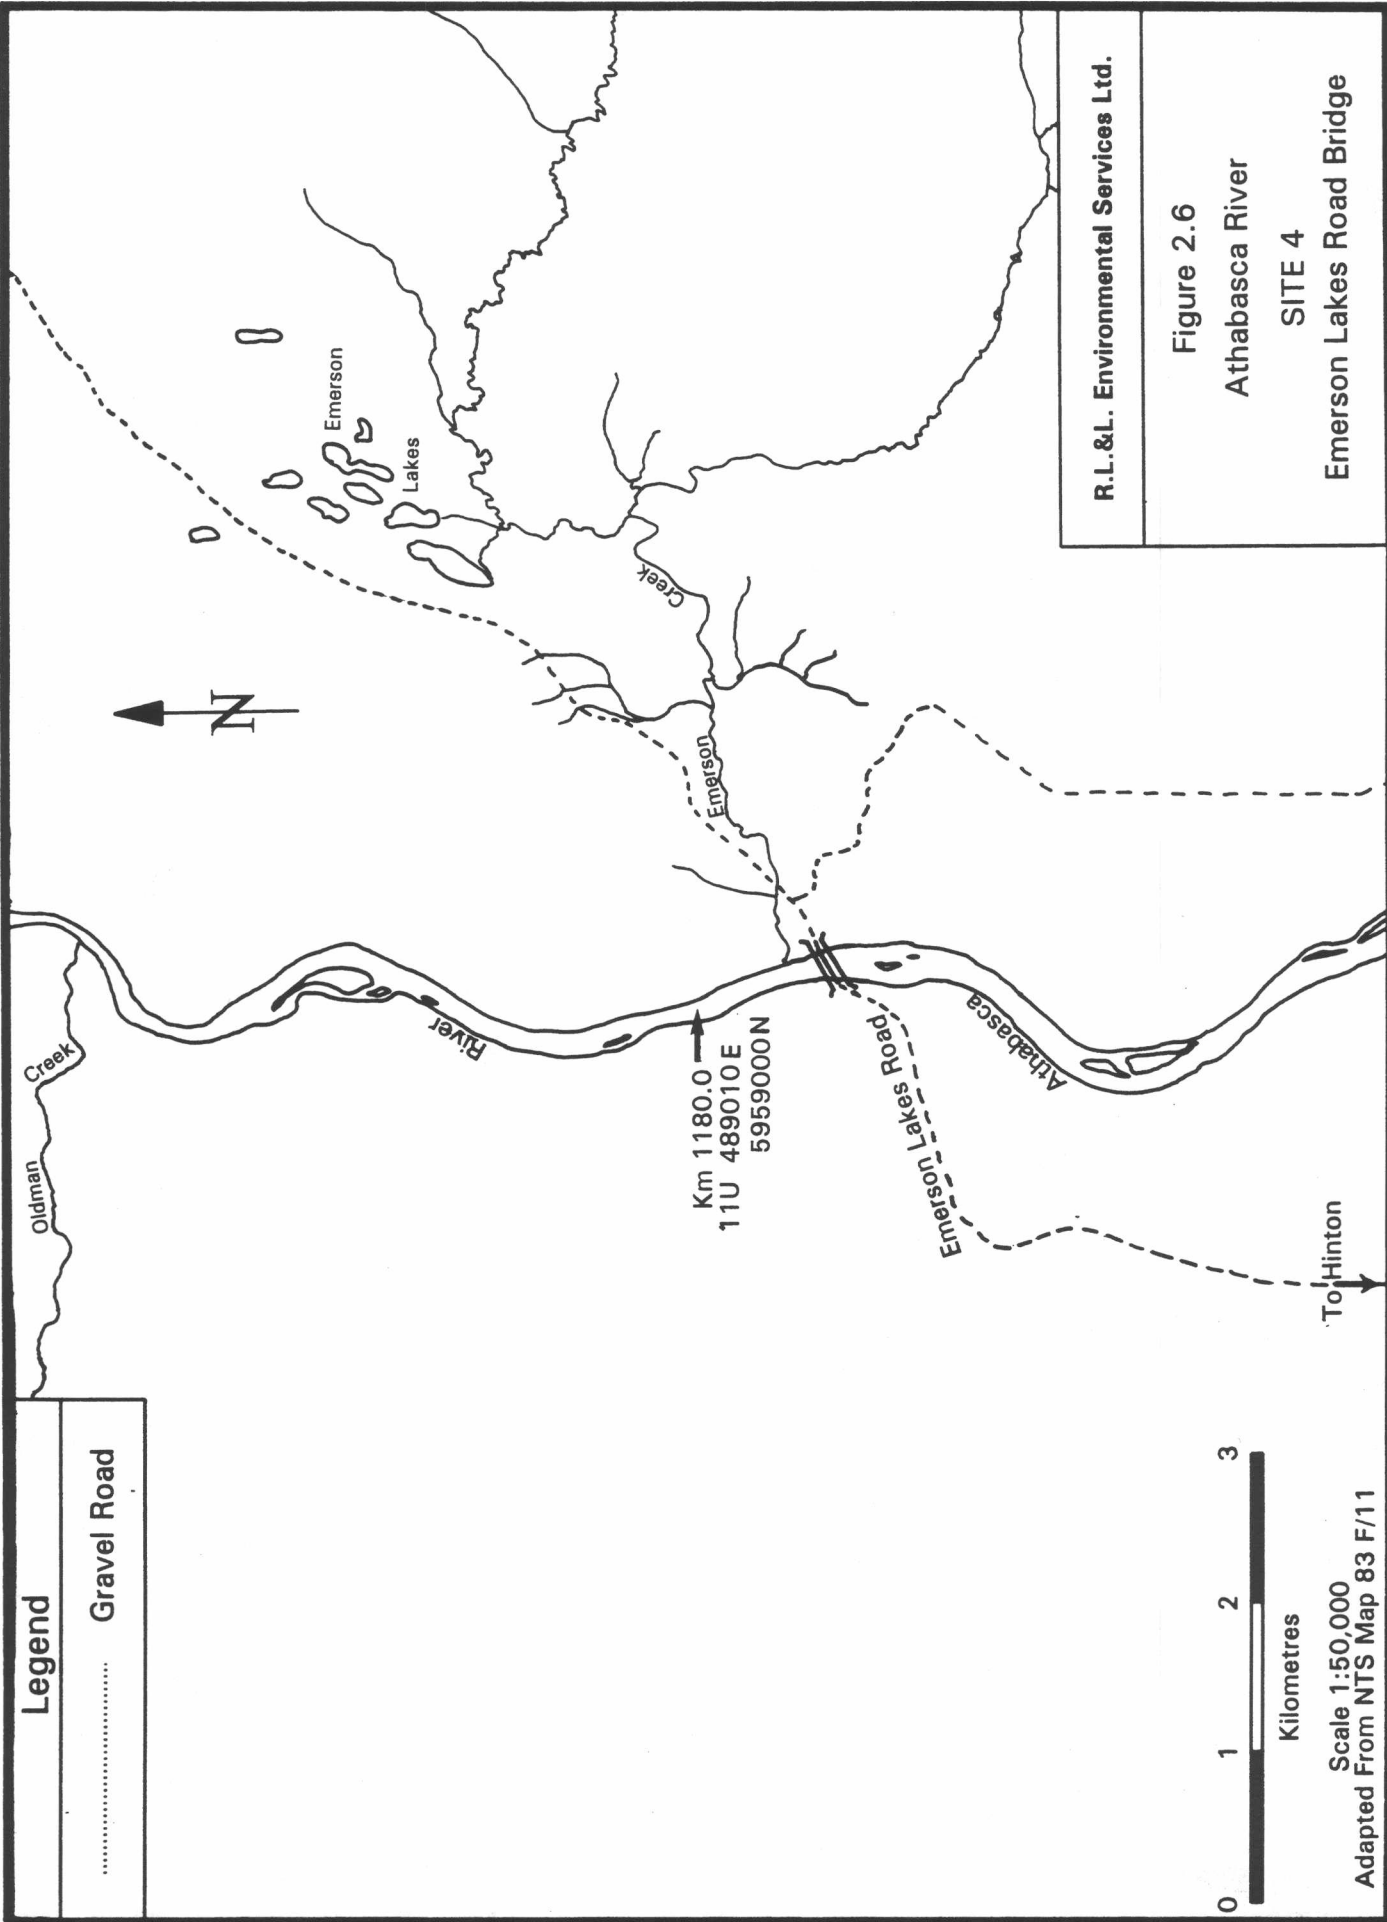 Legend
Gravel Road
Oldman
Creek
River
Emerson
Lakes
N
Creek
Emerson
Km 1180.0
11U 489010E
5959000N
Emerson Lakes Road
Athabasca
To Hinton
0 1 2 3
Kilometres
Scale 1:50,000
Adapted From NTS Map 83 F/11
R.L.&L. Environmental Services Ltd.
Figure 2.6
Athabasca River
SITE 4
Emerson Lakes Road Bridge